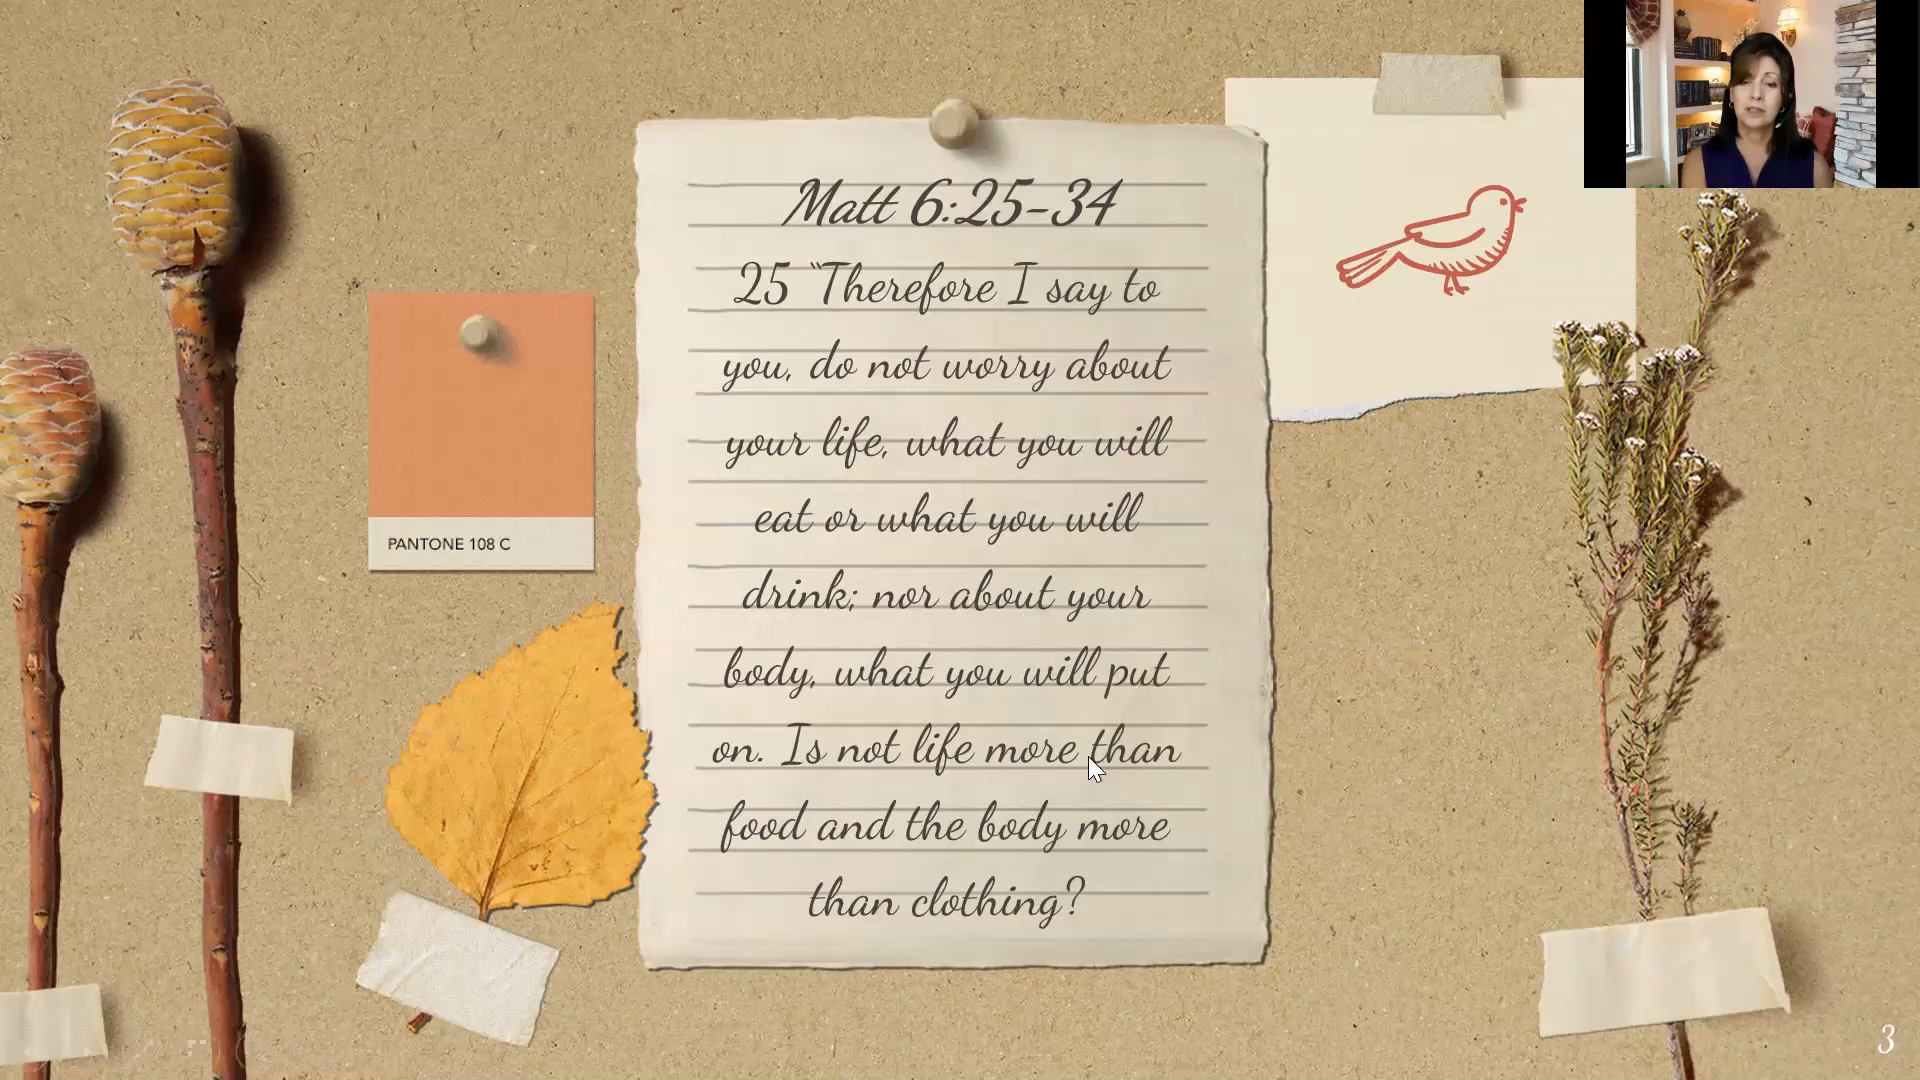 Matt 6:25-34
25 “Therefore I say to
you, do not worry about
your life, what you will
eat or what you will
drink; nor about your
body, what you will put
on. Is not life more than
food and the body more
than clothing?
PANTONE 108 C
3